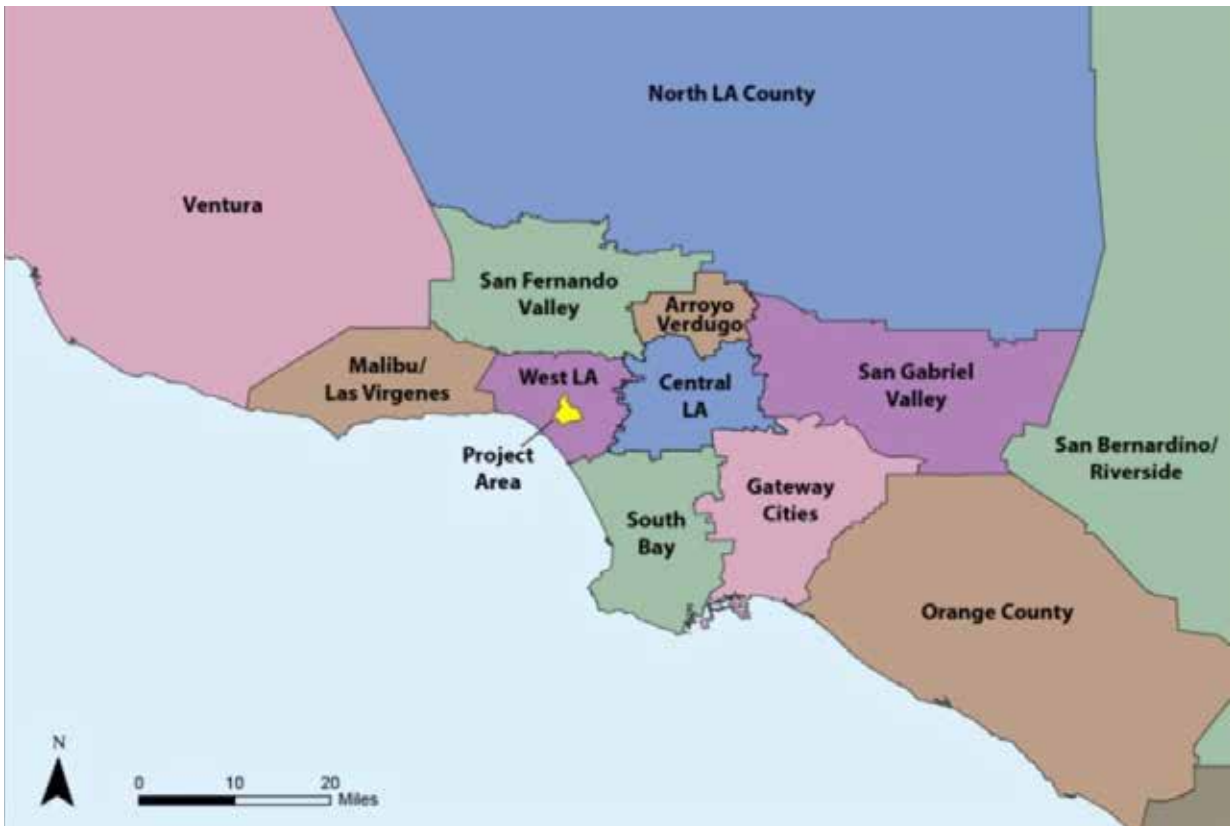 North LA County
Ventura
San Fernando
Valley
Arroyo
Verdugo
Malibu/
Las Virgenes
West LA
Central
LA
San Gabriel
Valley
Project
Area
San Bernardino/
Riverside
Gateway
Cities
South
Bay
Orange County
N
0 10 20
Miles